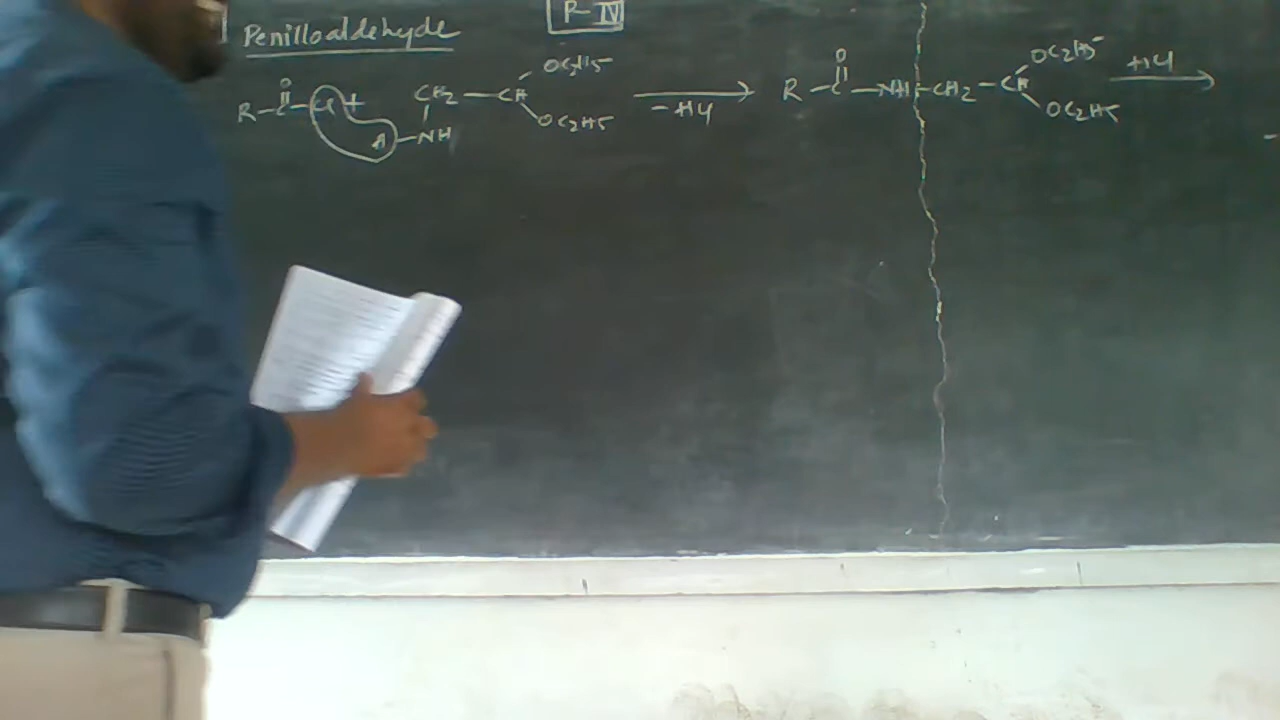 Penilloaldehyde
P-IV
O OC2H5
R-C-Cl + CH2-CH
H-NH OC2H5
-HCl
O OC2H5
R-C-NH-CH2-CH +HCl
OC2H5